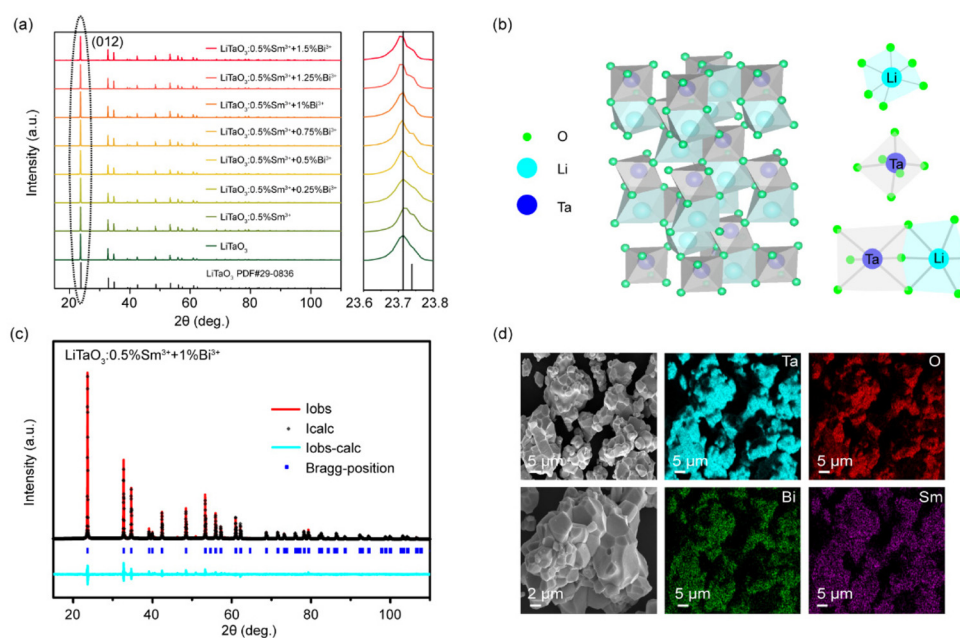 (a)
Intensity (a.u.)
(012)
LiTaO₃:0.5%Sm³⁺+1.5%Bi³⁺
LiTaO₃:0.5%Sm³⁺+1.25%Bi³⁺
LiTaO₃:0.5%Sm³⁺+1%Bi³⁺
LiTaO₃:0.5%Sm³⁺+0.75%Bi³⁺
LiTaO₃:0.5%Sm³⁺+0.5%Bi³⁺
LiTaO₃:0.5%Sm³⁺+0.25%Bi³⁺
LiTaO₃:0.5%Sm³⁺
LiTaO₃
LiTaO₃ PDF#29-0836
20 40 60 80 100
2θ (deg.)
23.6 23.7 23.8
2θ (deg.)
(b)
O
Li
Ta
Li
Ta
Ta Li
(c)
LiTaO₃:0.5%Sm³⁺+1%Bi³⁺
Intensity (a.u.)
Iobs
Icalc
Iobs-calc
Bragg-position
20 40 60 80 100
2θ (deg.)
(d)
5 μm
Ta
5 μm
O
5 μm
2 μm
Bi
5 μm
Sm
5 μm